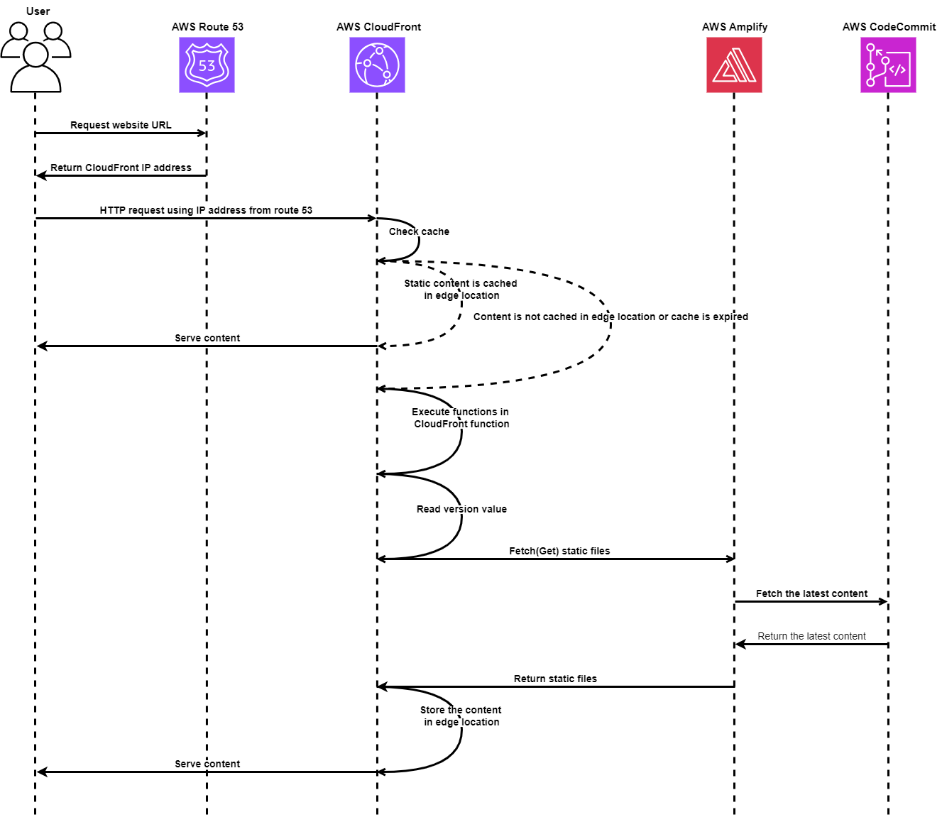 User
AWS Route 53
AWS CloudFront
AWS Amplify
AWS CodeCommit
53
</>
Request website URL
Return CloudFront IP address
HTTP request using IP address from route 53
Check cache
Static content is cached
in edge location
Content is not cached in edge location or cache is expired
Serve content
Execute functions in
CloudFront function
Read version value
Fetch(Get) static files
Fetch the latest content
Return the latest content
Return static files
Store the content
in edge location
Serve content